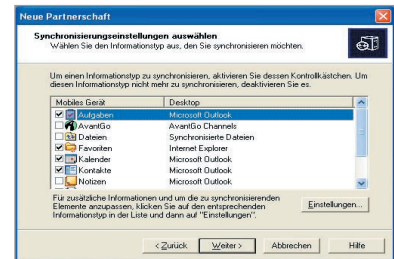 Neue Partnerschaft
Synchronisierungseinstellungen auswählen
Wählen Sie den Informationstyp aus, den Sie synchronisieren möchten.
Um einen Informationstyp zu synchronisieren, aktivieren Sie dessen Kontrollkästchen. Um
diesen Informationstyp nicht mehr zu synchronisieren, deaktivieren Sie es.
Mobiles Gerät Desktop
Aufgaben Microsoft Outlook
AvantGo AvantGo Channels
Dateien Synchronisierte Dateien
Favoriten Internet Explorer
Kalender Microsoft Outlook
Kontakte Microsoft Outlook
Notizen Microsoft Outlook
Für zusätzliche Informationen und um die zu synchronisierenden
Elemente anzupassen, klicken Sie auf den entsprechenden
Informationstyp in der Liste und dann auf "Einstellungen".
Einstellungen...
< Zurück Weiter > Abbrechen Hilfe